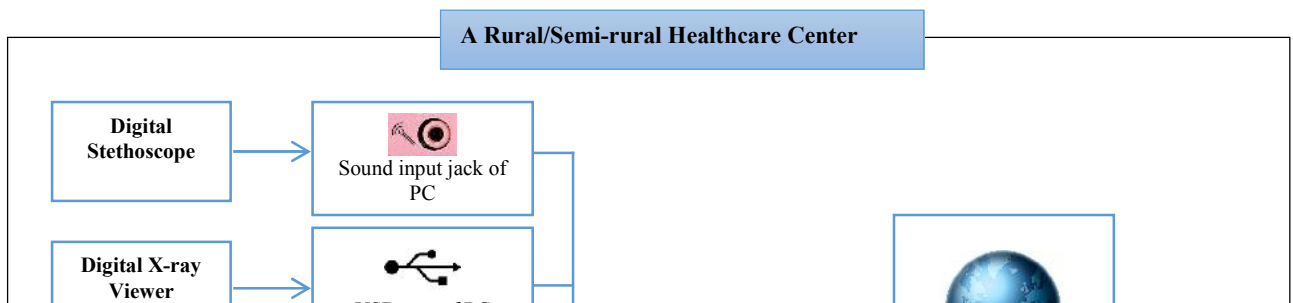 A Rural/Semi-rural Healthcare Center
Digital
Stethoscope
Sound input jack of
PC
Digital X-ray
Viewer